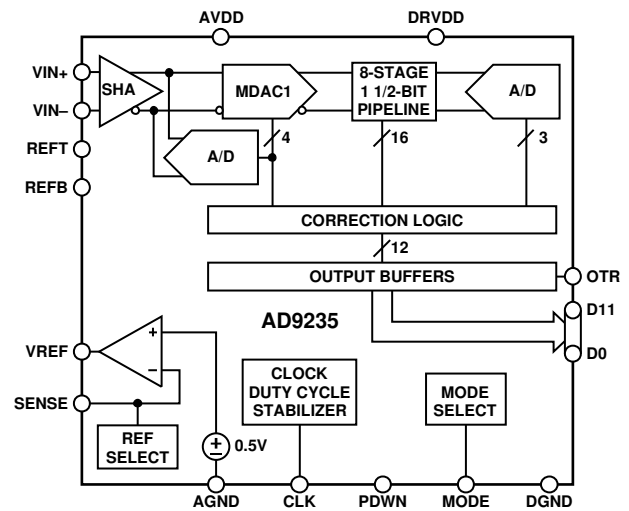 AVDD DRVDD
VIN+
SHA
MDAC1
8-STAGE
1 1/2-BIT
PIPELINE
A/D
VIN–
REFT
A/D
4
16
3
REFB
CORRECTION LOGIC
12
OUTPUT BUFFERS
OTR
D11
AD9235
D0
VREF
+
–
SENSE
REF
SELECT
+
–
0.5V
CLOCK
DUTY CYCLE
STABILIZER
MODE
SELECT
AGND CLK PDWN MODE DGND